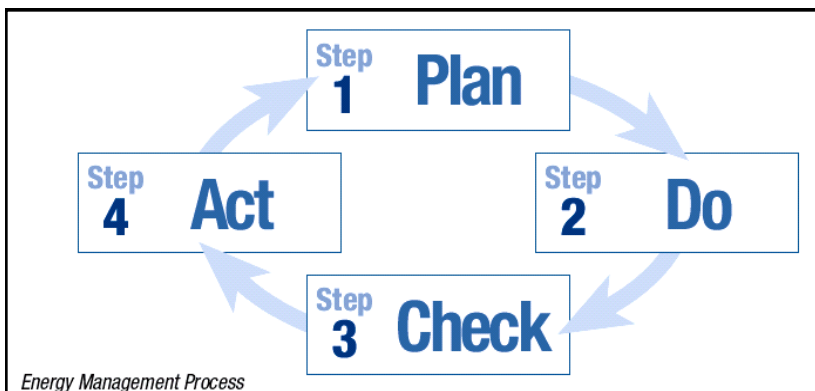 Step
1 Plan
Step
2 Do
Step
3 Check
Step
4 Act
Energy Management Process